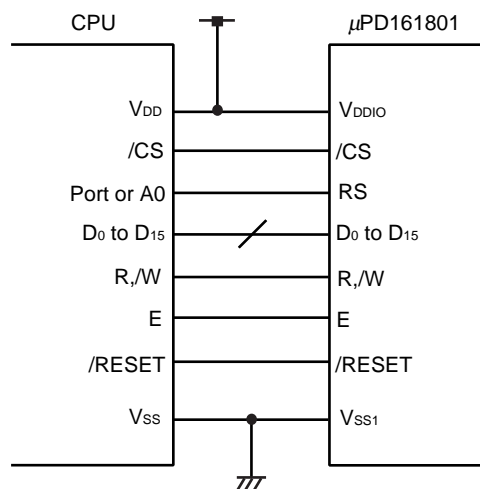 CPU μPD161801
VDD VDDIO
/CS /CS
Port or A0 RS
D0 to D15 D0 to D15
R,/W R,/W
E E
/RESET /RESET
VSS VSS1